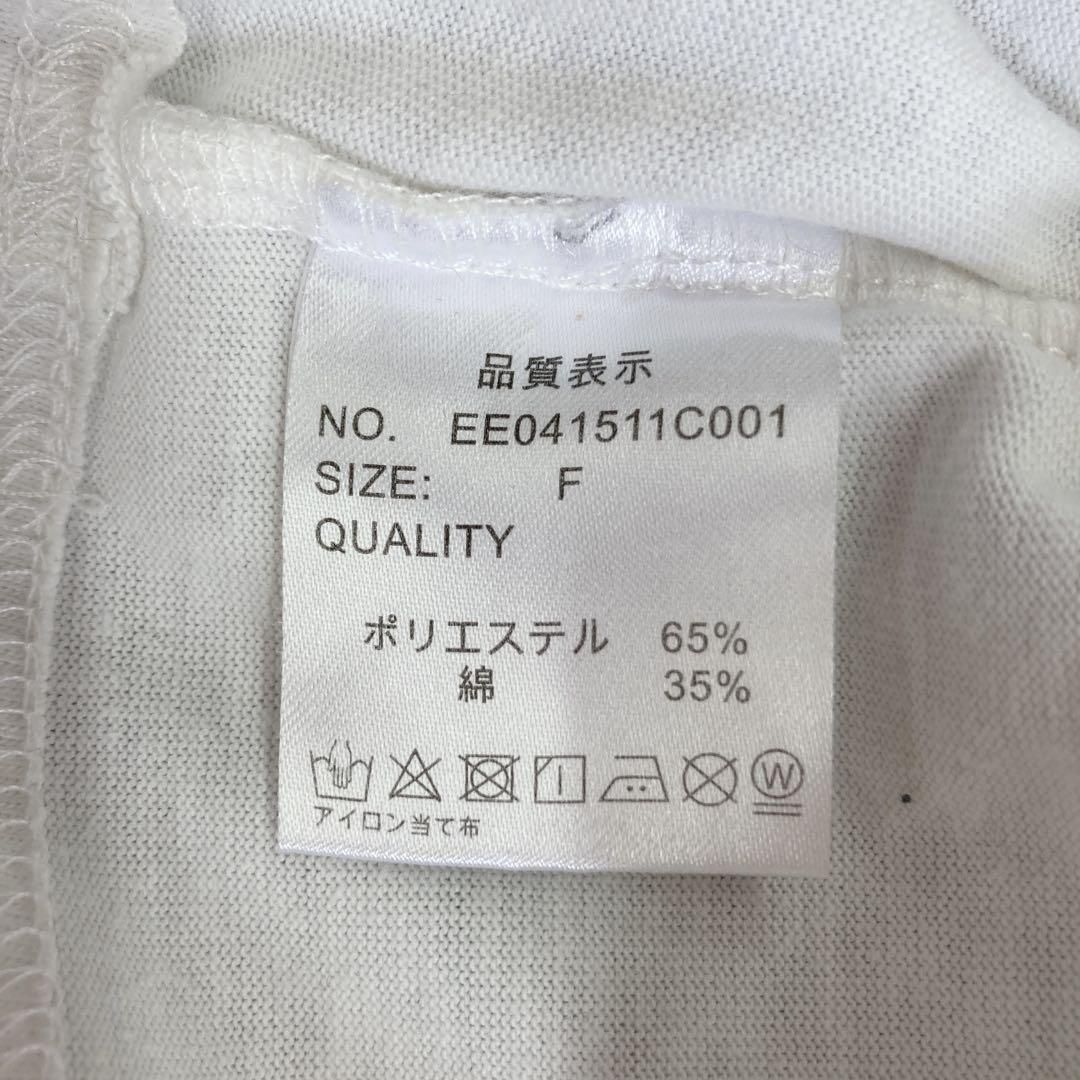 品質表示
NO. EE041511C001
SIZE: F
QUALITY
ポリエステル 65%
綿 35%
W
アイロン当て布